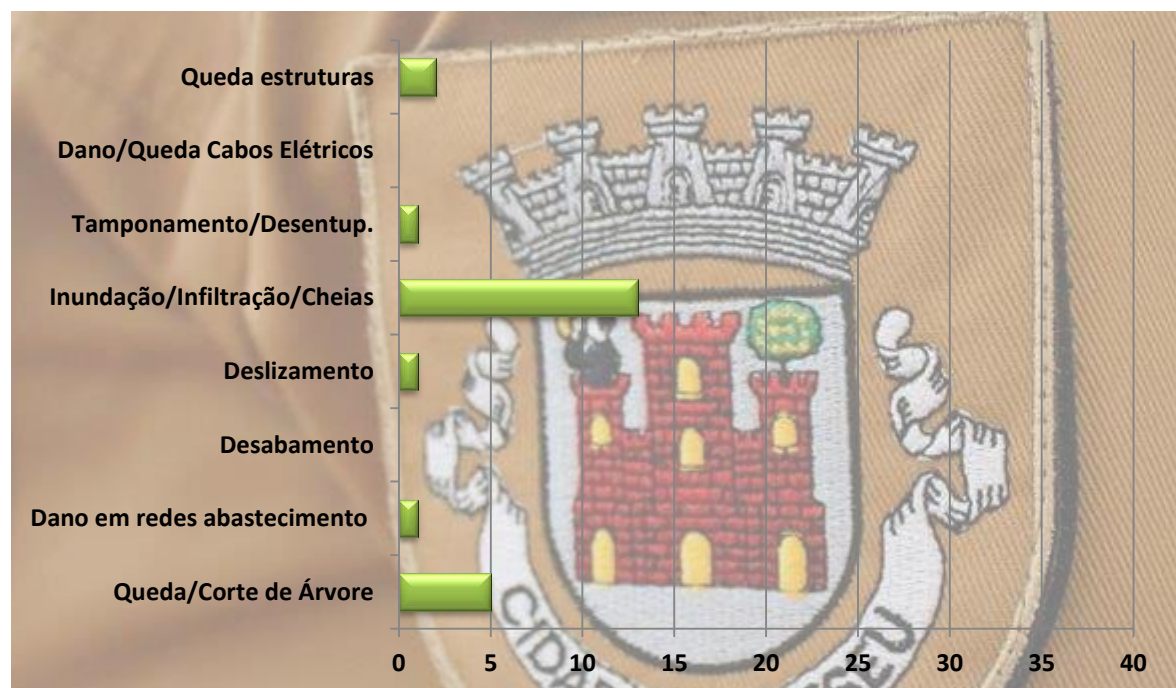 Queda estruturas
Dano/Queda Cabos Elétricos
Tamponamento/Desentup.
Inundação/Infiltração/Cheias
Deslizamento
Desabamento
Dano em redes abastecimento
Queda/Corte de Árvore
0 5 10 15 20 25 30 35 40